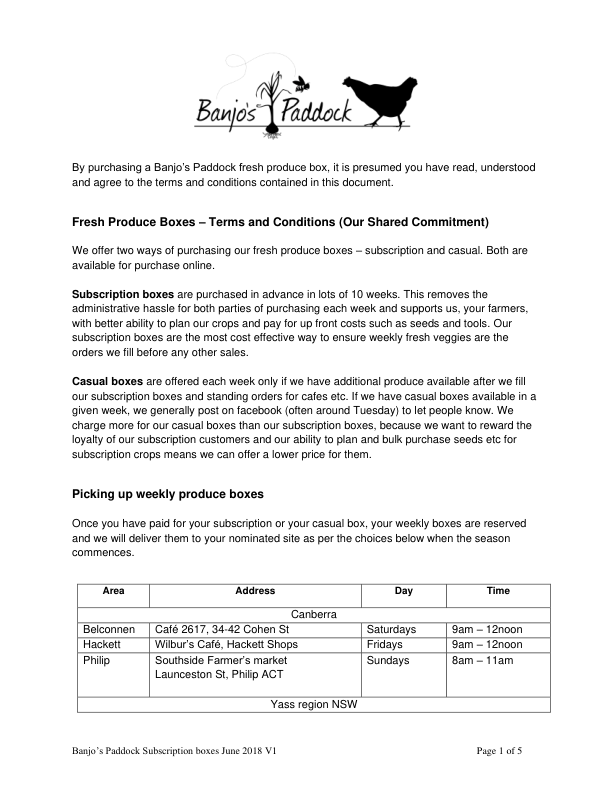 Banjo's Paddock
By purchasing a Banjo's Paddock fresh produce box, it is presumed you have read, understood
and agree to the terms and conditions contained in this document.
Fresh Produce Boxes – Terms and Conditions (Our Shared Commitment)
We offer two ways of purchasing our fresh produce boxes – subscription and casual. Both are
available for purchase online.
Subscription boxes are purchased in advance in lots of 10 weeks. This removes the
administrative hassle for both parties of purchasing each week and supports us, your farmers,
with better ability to plan our crops and pay for up front costs such as seeds and tools. Our
subscription boxes are the most cost effective way to ensure weekly fresh veggies are the
orders we fill before any other sales.
Casual boxes are offered each week only if we have additional produce available after we fill
our subscription boxes and standing orders for cafes etc. If we have casual boxes available in a
given week, we generally post on facebook (often around Tuesday) to let people know. We
charge more for our casual boxes than our subscription boxes, because we want to reward the
loyalty of our subscription customers and our ability to plan and bulk purchase seeds etc for
subscription crops means we can offer a lower price for them.
Picking up weekly produce boxes
Once you have paid for your subscription or your casual box, your weekly boxes are reserved
and we will deliver them to your nominated site as per the choices below when the season
commences.
Area Address Day Time
Canberra
Belconnen Café 2617, 34-42 Cohen St Saturdays 9am – 12noon
Hackett Wilbur's Café, Hackett Shops Fridays 9am – 12noon
Philip Southside Farmer's market Sundays 8am – 11am
Launceston St, Philip ACT
Yass region NSW
Banjo's Paddock Subscription boxes June 2018 V1 Page 1 of 5